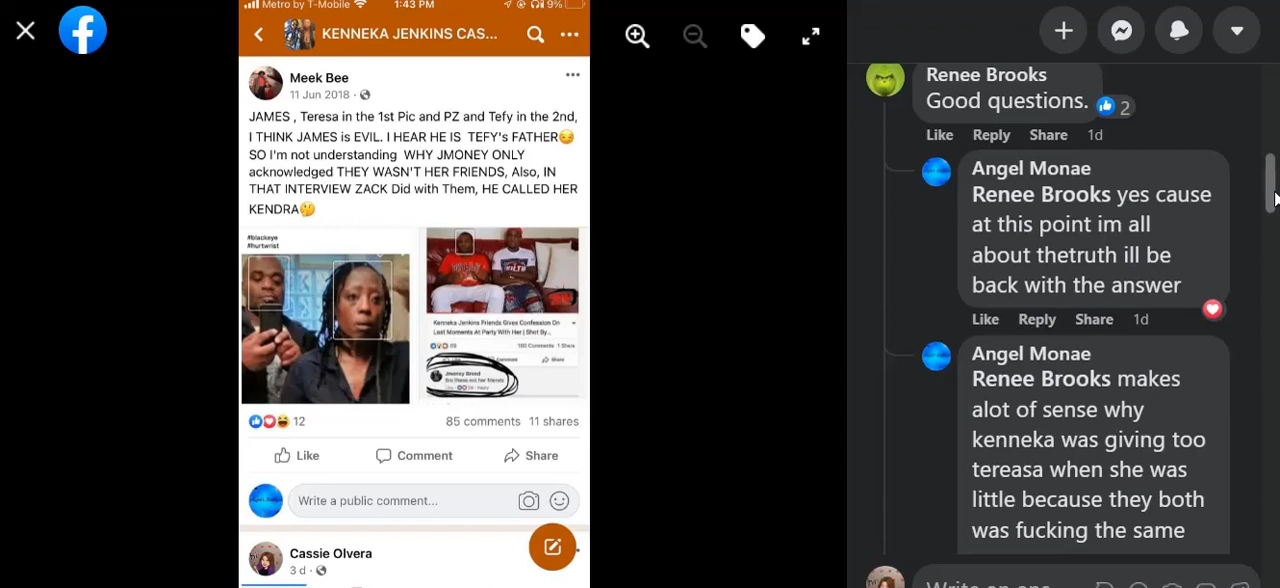 Metro by T-Mobile
1:43 PM
9%
KENNEKA JENKINS CAS...
Meek Bee
11 Jun 2018 ·
JAMES , Teresa in the 1st Pic and PZ and Tefy in the 2nd,
I THINK JAMES is EVIL. I HEAR HE IS TEFY's FATHER😏
SO I'm not understanding WHY JMONEY ONLY
acknowledged THEY WASN'T HER FRIENDS, Also, IN
THAT INTERVIEW ZACK Did with Them, HE CALLED HER
KENDRA🤔
#blackeye
#hurtwrist
Kenneka Jenkins Friends Gives Confession On
Last Moments At Party With Her | Shot By...
Share
12
85 comments 11 shares
Like
Comment
Share
Write a public comment...
Cassie Olvera
3 d ·
Renee Brooks
Good questions.
2
Like Reply Share 1d
Angel Monae
Renee Brooks yes cause
at this point im all
about thetruth ill be
back with the answer
Like Reply Share 1d
Angel Monae
Renee Brooks makes
alot of sense why
kenneka was giving too
tereasa when she was
little because they both
was fucking the same
Write an ans